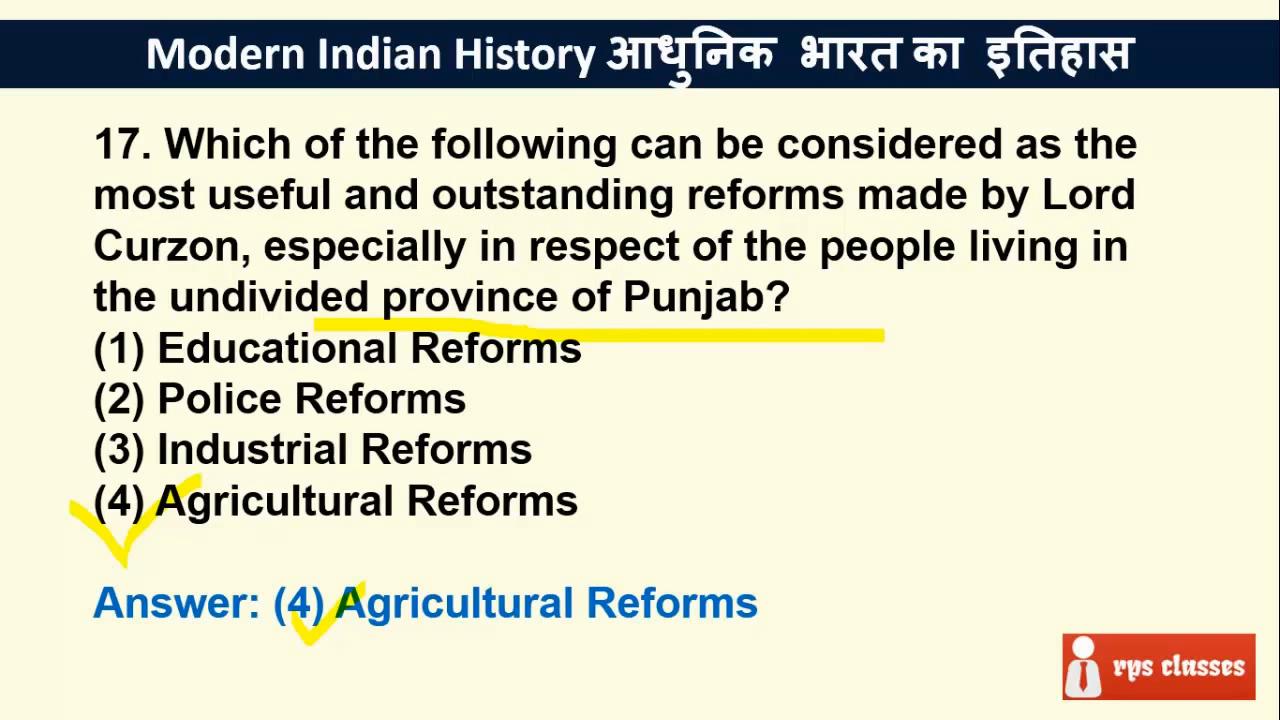 Modern Indian History आधुनिक भारत का इतिहास
17. Which of the following can be considered as the
most useful and outstanding reforms made by Lord
Curzon, especially in respect of the people living in
the undivided province of Punjab?
(1) Educational Reforms
(2) Police Reforms
(3) Industrial Reforms
(4) Agricultural Reforms
Answer: (4) Agricultural Reforms
rps classes